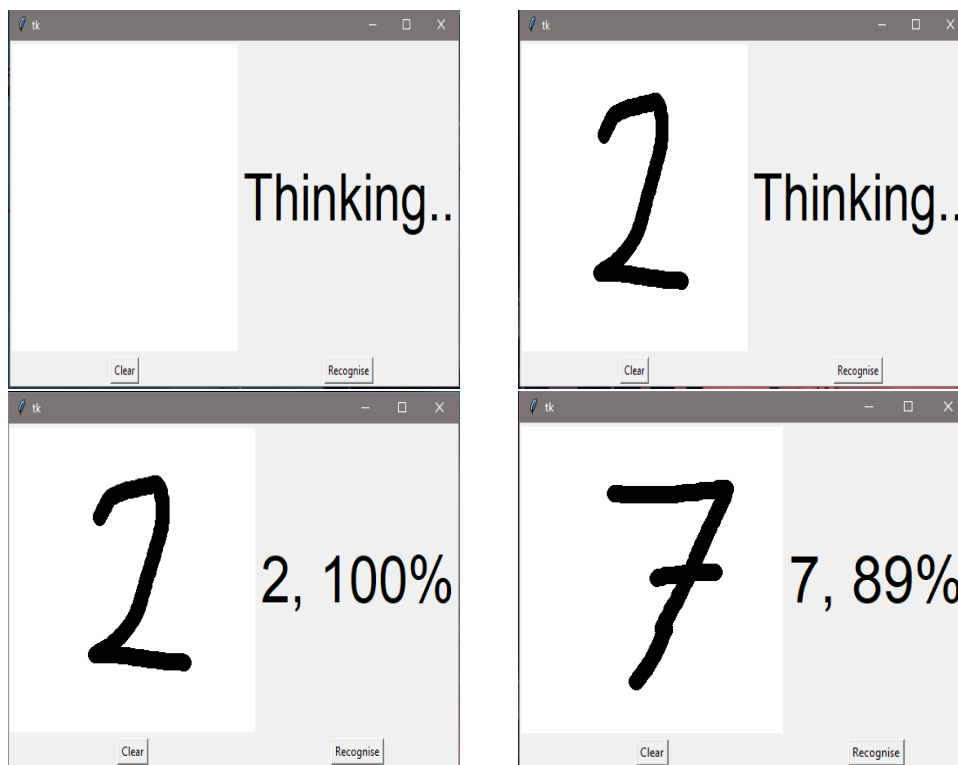 tk
Thinking..
Clear
Recognise
tk
2
Thinking..
Clear
Recognise
tk
2
2, 100%
Clear
Recognise
tk
7
7, 89%
Clear
Recognise